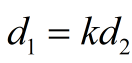 d₁ = kd₂